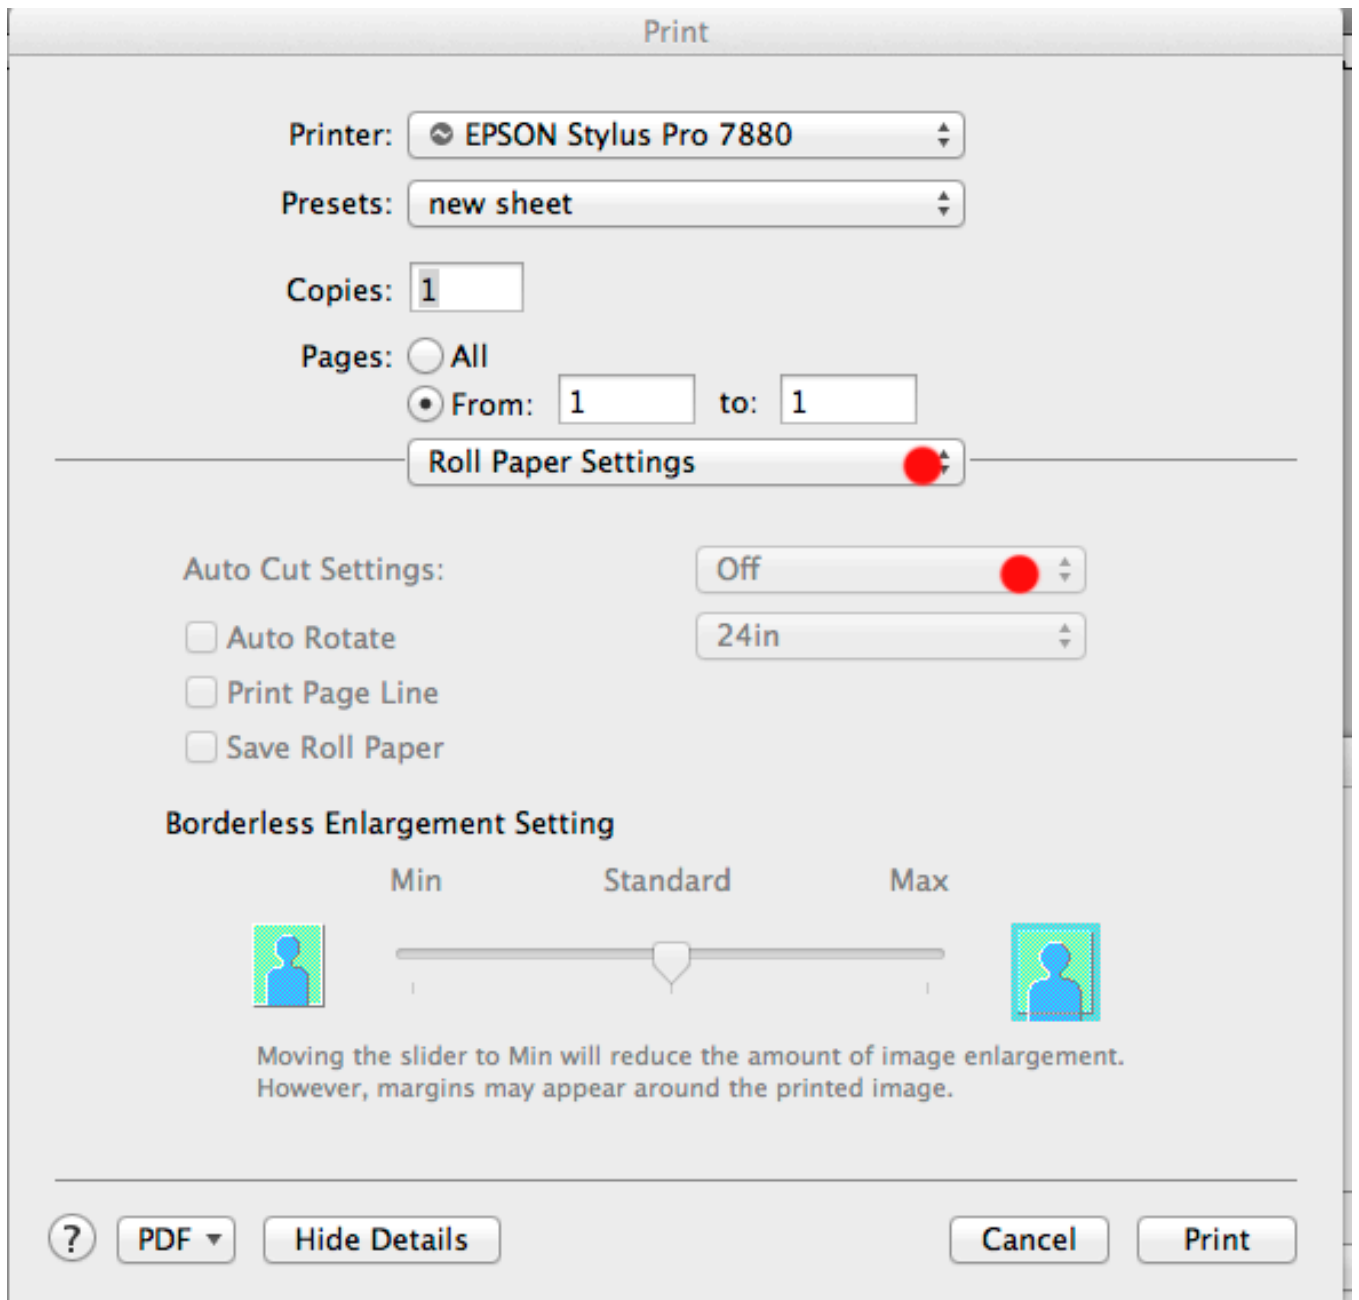 Print
Printer: EPSON Stylus Pro 7880
Presets: new sheet
Copies: 1
Pages: All
From: 1 to: 1
Roll Paper Settings
Auto Cut Settings: Off
Auto Rotate 24in
Print Page Line
Save Roll Paper
Borderless Enlargement Setting
Min Standard Max
Moving the slider to Min will reduce the amount of image enlargement.
However, margins may appear around the printed image.
? PDF Hide Details Cancel Print